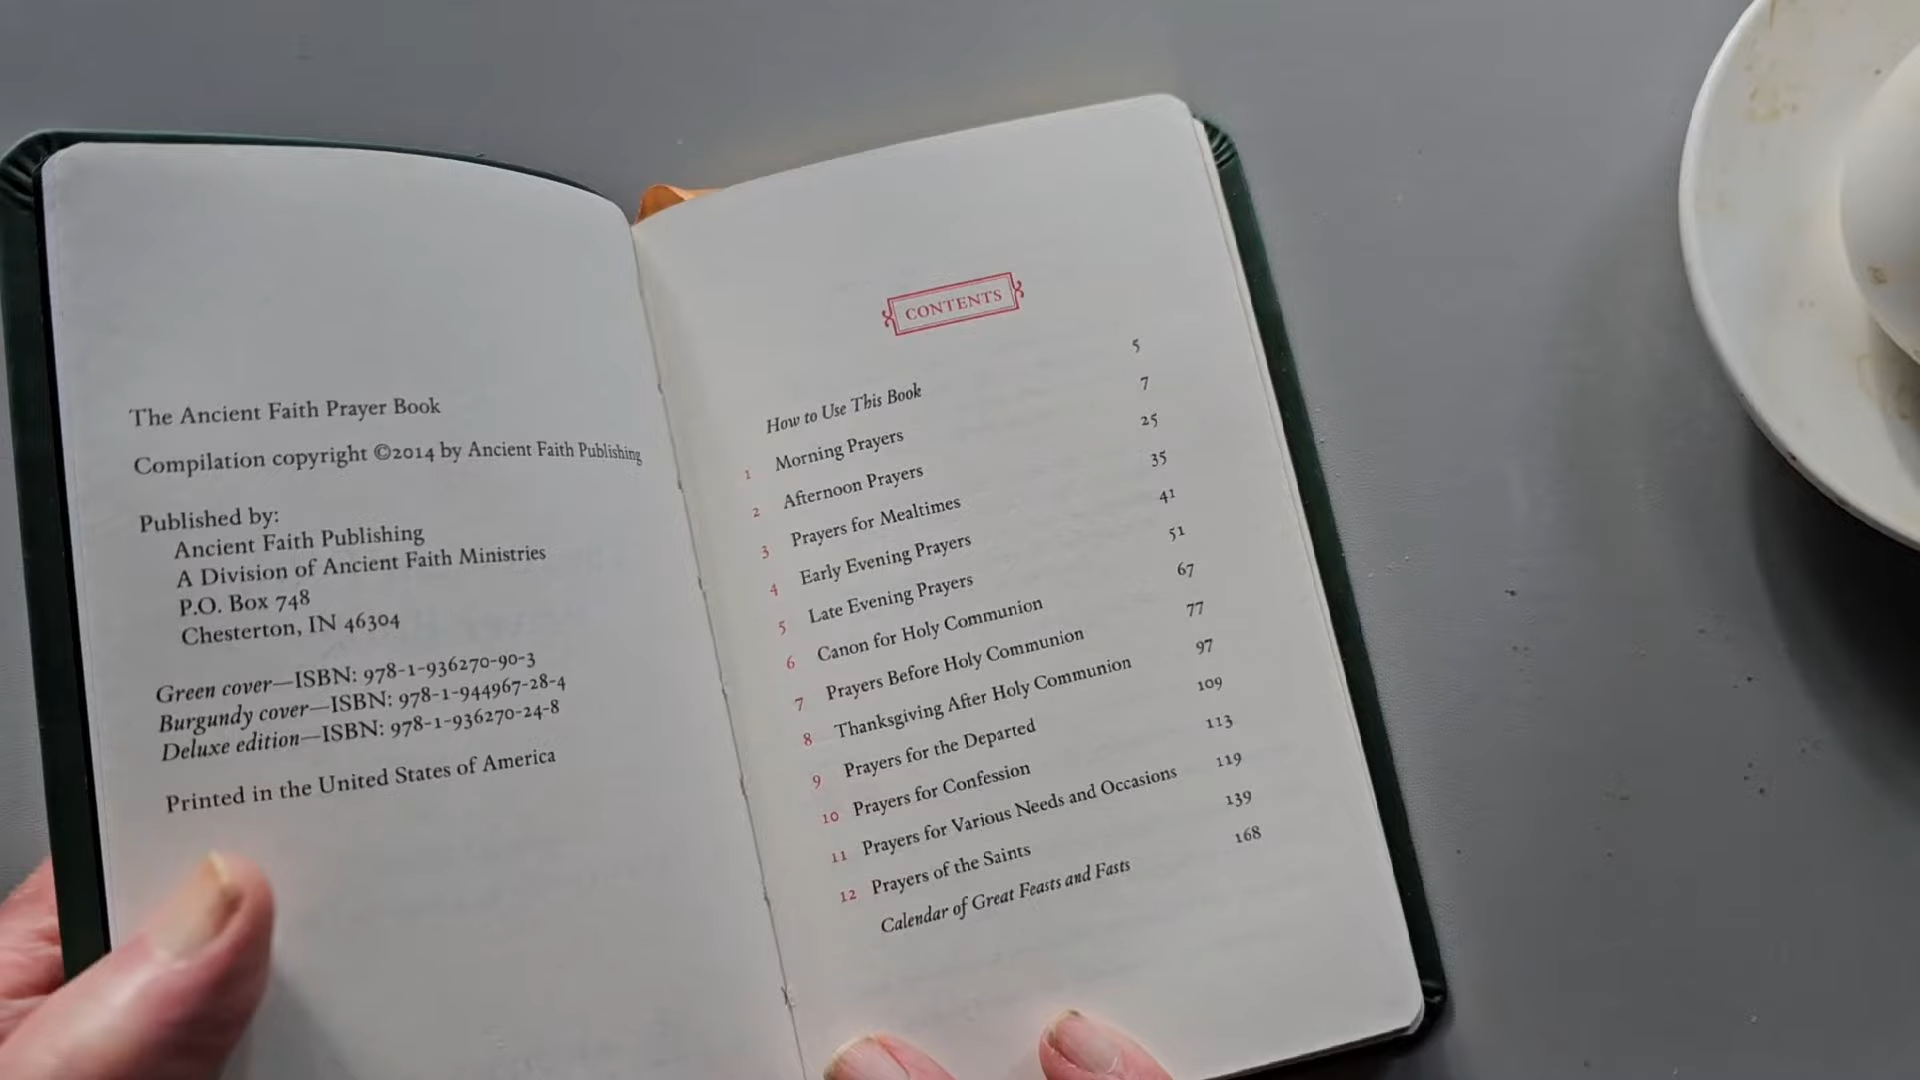 The Ancient Faith Prayer Book
Compilation copyright ©2014 by Ancient Faith Publishing
Published by:
Ancient Faith Publishing
A Division of Ancient Faith Ministries
P.O. Box 748
Chesterton, IN 46304
Green cover—ISBN: 978-1-936270-90-3
Burgundy cover—ISBN: 978-1-944967-28-4
Deluxe edition—ISBN: 978-1-936270-24-8
Printed in the United States of America
CONTENTS
How to Use This Book 5
1 Morning Prayers 7
2 Afternoon Prayers 25
3 Prayers for Mealtimes 35
4 Early Evening Prayers 41
5 Late Evening Prayers 51
6 Canon for Holy Communion 67
7 Prayers Before Holy Communion 77
8 Thanksgiving After Holy Communion 97
9 Prayers for the Departed 109
10 Prayers for Confession 113
11 Prayers for Various Needs and Occasions 119
12 Prayers of the Saints 139
Calendar of Great Feasts and Fasts 168